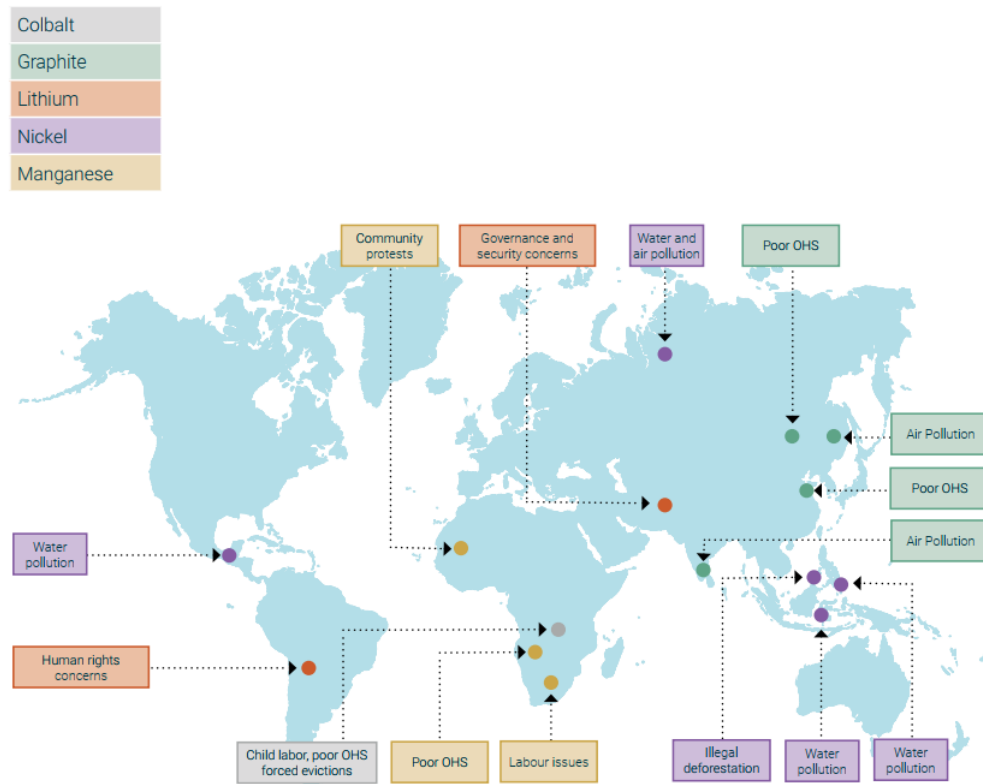 Colbalt
Graphite
Lithium
Nickel
Manganese
Community
protests
Governance and
security concerns
Water and
air pollution
Poor OHS
Air Pollution
Poor OHS
Air Pollution
Water
pollution
Human rights
concerns
Child labor, poor OHS
forced evictions
Poor OHS
Labour issues
Illegal
deforestation
Water
pollution
Water
pollution